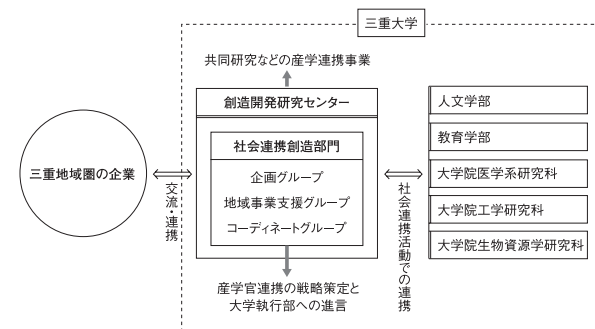 三重大学
共同研究などの産学連携事業
創造開発研究センター
社会連携創造部門
企画グループ
地域事業支援グループ
コーディネートグループ
産学官連携の戦略策定と
大学執行部への進言
三重地域圏の企業
交流・連携
社会連携活動での連携
人文学部
教育学部
大学院医学系研究科
大学院工学研究科
大学院生物資源学研究科